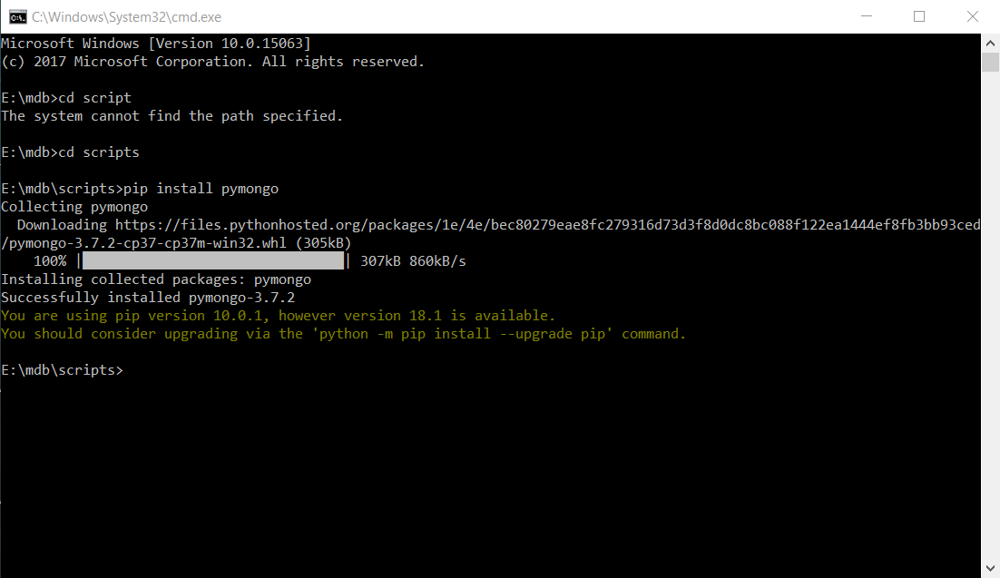 C:\Windows\System32\cmd.exe
Microsoft Windows [Version 10.0.15063]
(c) 2017 Microsoft Corporation. All rights reserved.
E:\mdb>cd script
The system cannot find the path specified.
E:\mdb>cd scripts
E:\mdb\scripts>pip install pymongo
Collecting pymongo
Downloading https://files.pythonhosted.org/packages/1e/4e/bec80279eae8fc279316d73d3f8d0dc8bc088f122ea1444ef8fb3bb93ced
/pymongo-3.7.2-cp37-cp37m-win32.whl (305kB)
100% |████████████████████████████████| 307kB 860kB/s
Installing collected packages: pymongo
Successfully installed pymongo-3.7.2
You are using pip version 10.0.1, however version 18.1 is available.
You should consider upgrading via the 'python -m pip install --upgrade pip' command.
E:\mdb\scripts>